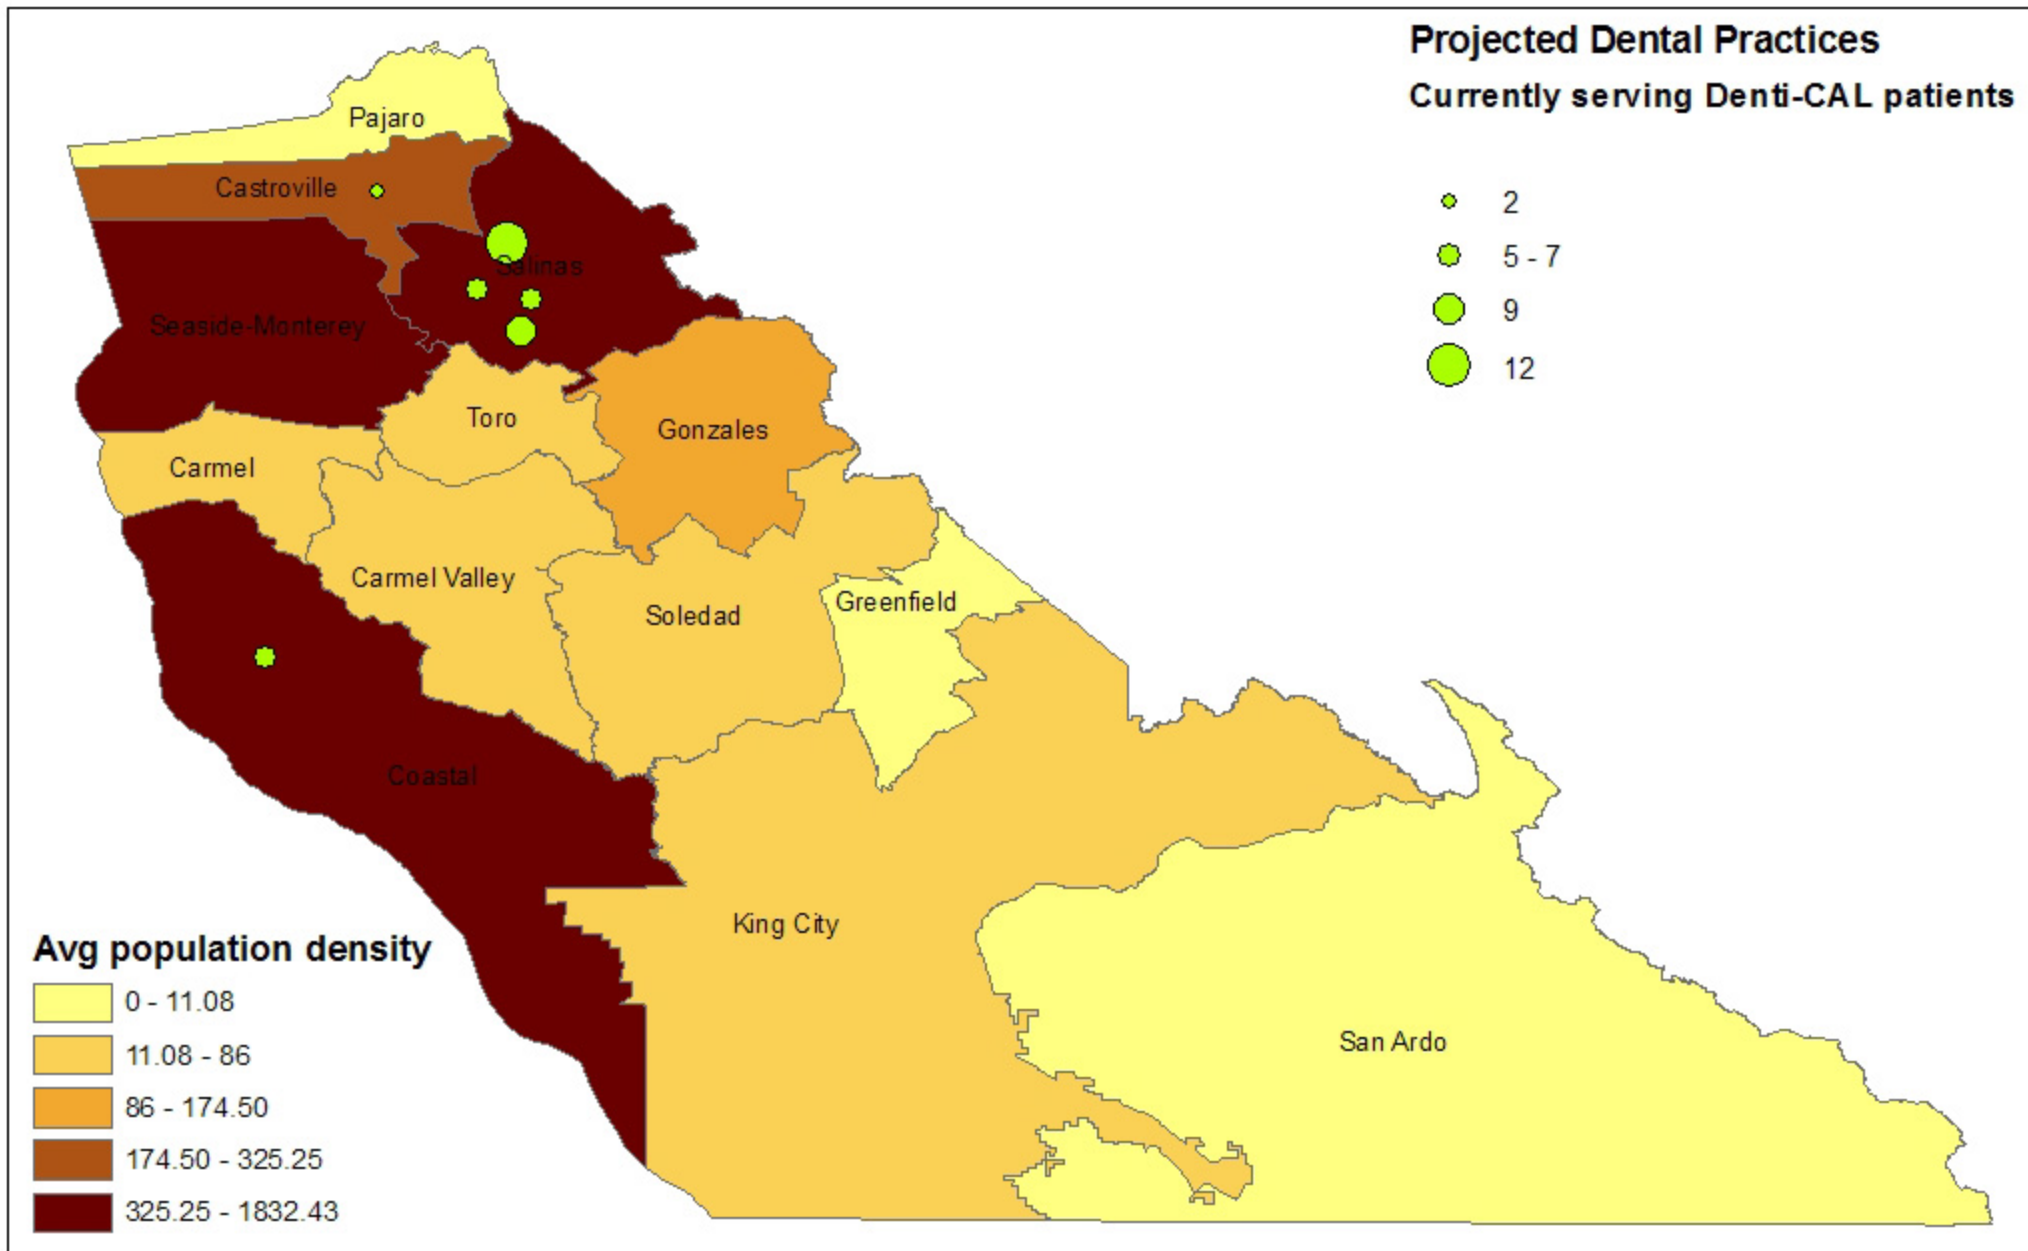 Projected Dental Practices
Currently serving Denti-CAL patients
2
5 - 7
9
12
Pajaro
Castroville
Salinas
Seaside-Monterey
Toro
Gonzales
Carmel
Carmel Valley
Soledad
Greenfield
Coastal
King City
San Ardo
Avg population density
0 - 11.08
11.08 - 86
86 - 174.50
174.50 - 325.25
325.25 - 1832.43